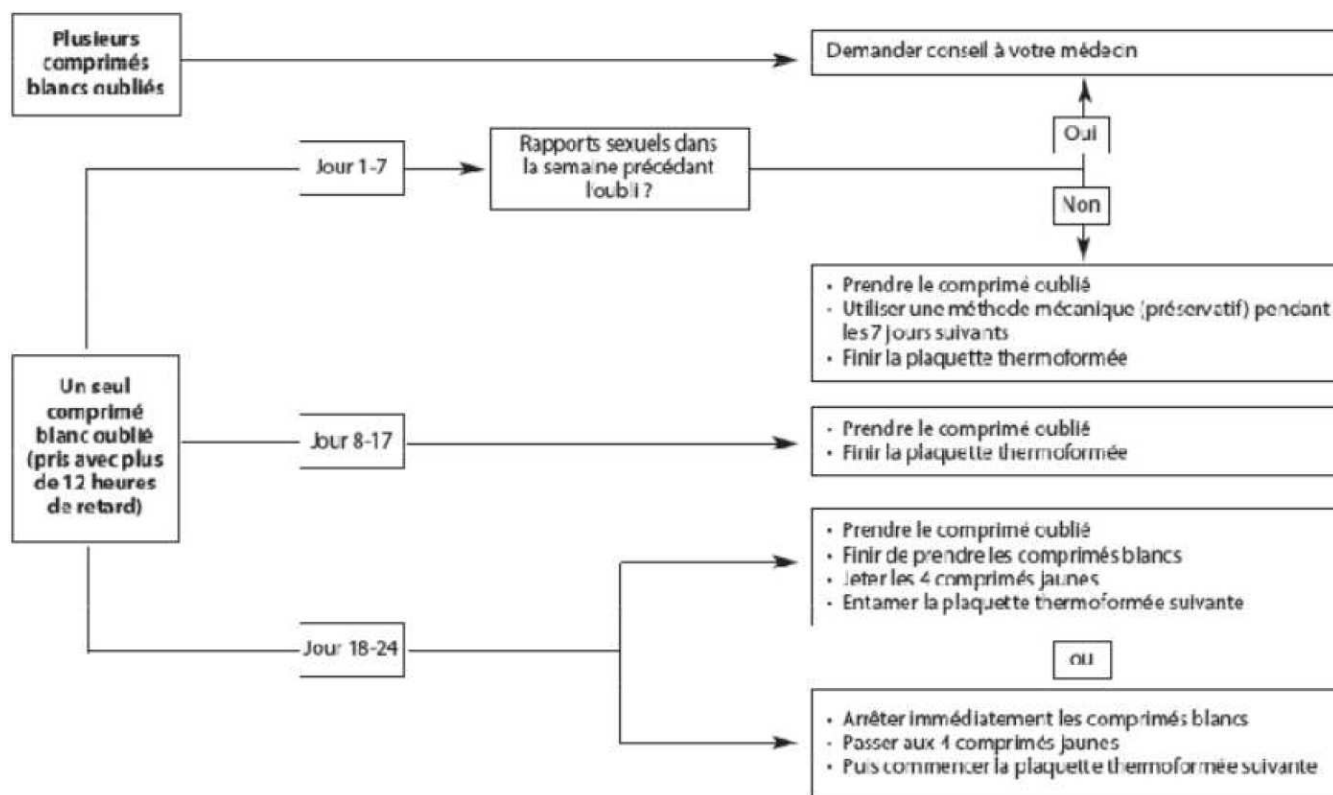 Plusieurs
comprimés
blancs oubliés
Demander conseil à votre médecin
Oui
Jour 1-7
Rapports sexuels dans
la semaine précédant
l'oubli ?
Non
• Prendre le comprimé oublié
- Utiliser une méthode mécanique (préservatif) pendant
les 7 jours suivants
• Finir la plaquette thermoformée
Un seul
comprimé
blanc oublié
(pris avec plus
de 12 heures
de retard)
Jour 8-17
- Prendre le comprimé oublié
• Finir la plaquette thermoformée
• Prendre le comprimé oublié
• Finir de prendre les comprimés blancs
• Jeter les 4 comprimés jaunes
- Entamer la plaquette thermoformée suivante
Jour 18-24
ou
• Arrêter immédiatement les comprimés blancs
- Passer aux 4 comprimés jaunes
• Puis commencer la plaquette thermoformée suivante